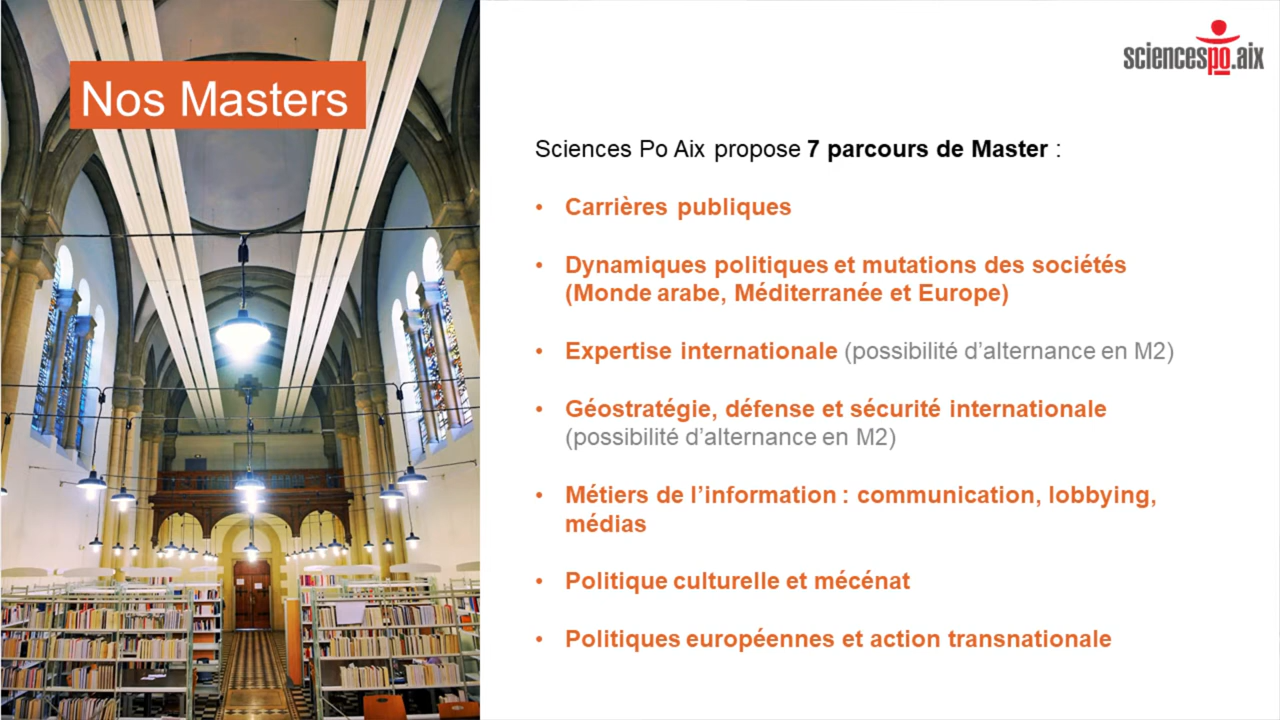 Nos Masters
sciencespo.aix
Sciences Po Aix propose 7 parcours de Master :
• Carrières publiques
• Dynamiques politiques et mutations des sociétés
(Monde arabe, Méditerranée et Europe)
• Expertise internationale (possibilité d’alternance en M2)
• Géostratégie, défense et sécurité internationale
(possibilité d’alternance en M2)
• Métiers de l’information : communication, lobbying,
médias
• Politique culturelle et mécénat
• Politiques européennes et action transnationale